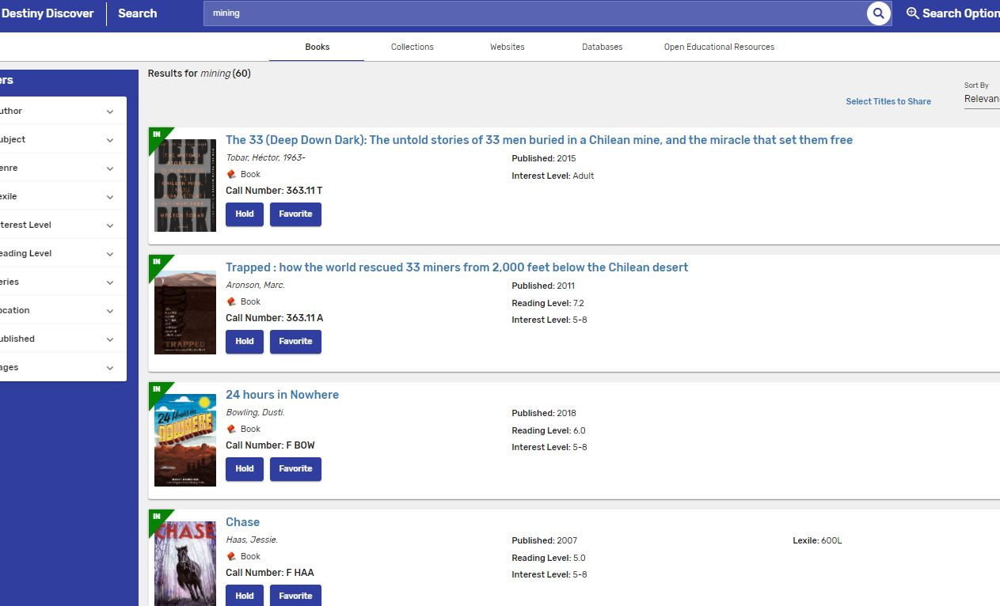 Destiny Discover
Search
mining
Search Option
Books
Collections
Websites
Databases
Open Educational Resources
ers
uthor
ubject
enre
exile
terest Level
eading Level
eries
ocation
ublished
ages
Results for mining (60)
Select Titles to Share
Sort By
Relevan
IN
The 33 (Deep Down Dark): The untold stories of 33 men buried in a Chilean mine, and the miracle that set them free
Tobar, Héctor, 1963-
Book
Call Number: 363.11 T
Hold
Favorite
Published: 2015
Interest Level: Adult
DEEP
DOWN
DARK
HECTOR TOBAR
IN
Trapped : how the world rescued 33 miners from 2,000 feet below the Chilean desert
Aronson, Marc.
Book
Call Number: 363.11 A
Hold
Favorite
Published: 2011
Reading Level: 7.2
Interest Level: 5-8
TRAPPED
IN
24 hours in Nowhere
Bowling, Dusti.
Book
Call Number: F BOW
Hold
Favorite
Published: 2018
Reading Level: 6.0
Interest Level: 5-8
24 Hours in
NOWHERE
IN
Chase
Haas, Jessie.
Book
Call Number: F HAA
Hold
Favorite
Published: 2007
Reading Level: 5.0
Interest Level: 5-8
Lexile: 600L
CHASE